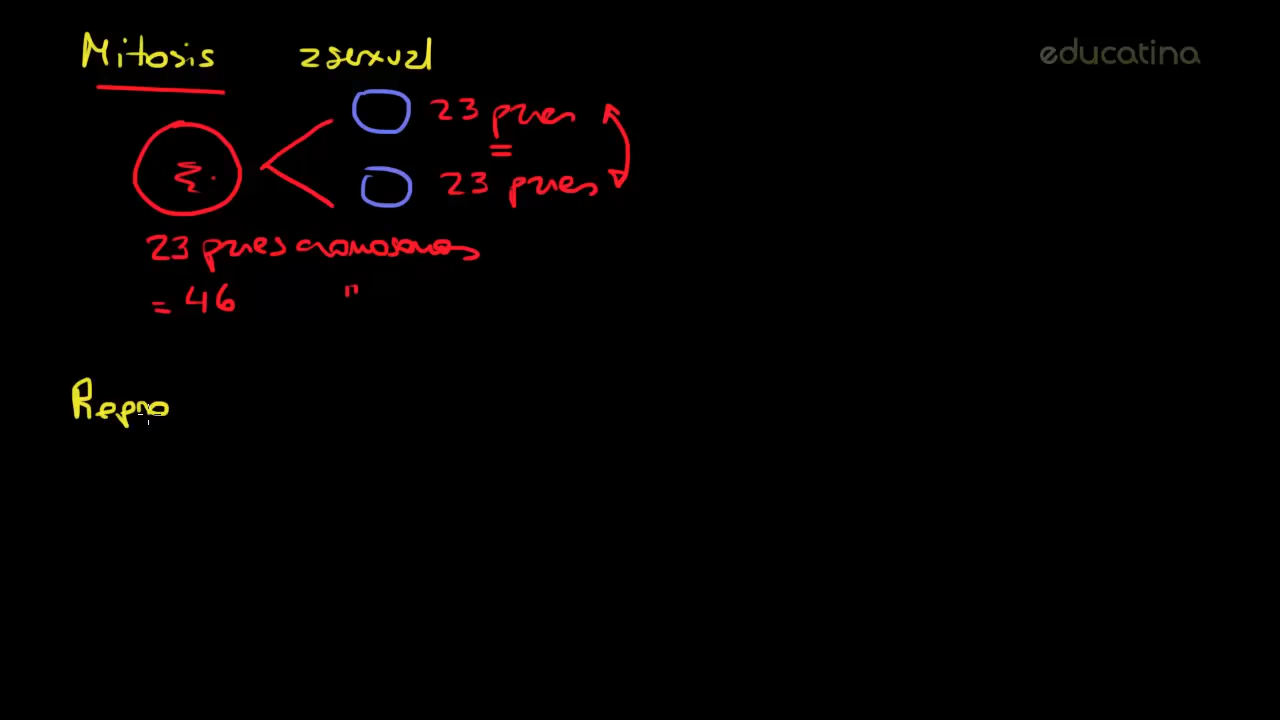 Mitosis asexual
educatina
23 pares
=
23 pares
23 pares cromosomas
= 46 "
Repro